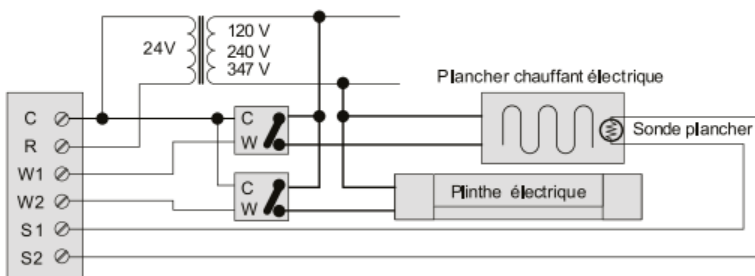 24V
120 V
240 V
347 V
Plancher chauffant électrique
C
R
W1
W2
S1
S2
C
W
C
W
Sonde plancher
Plinthe électrique